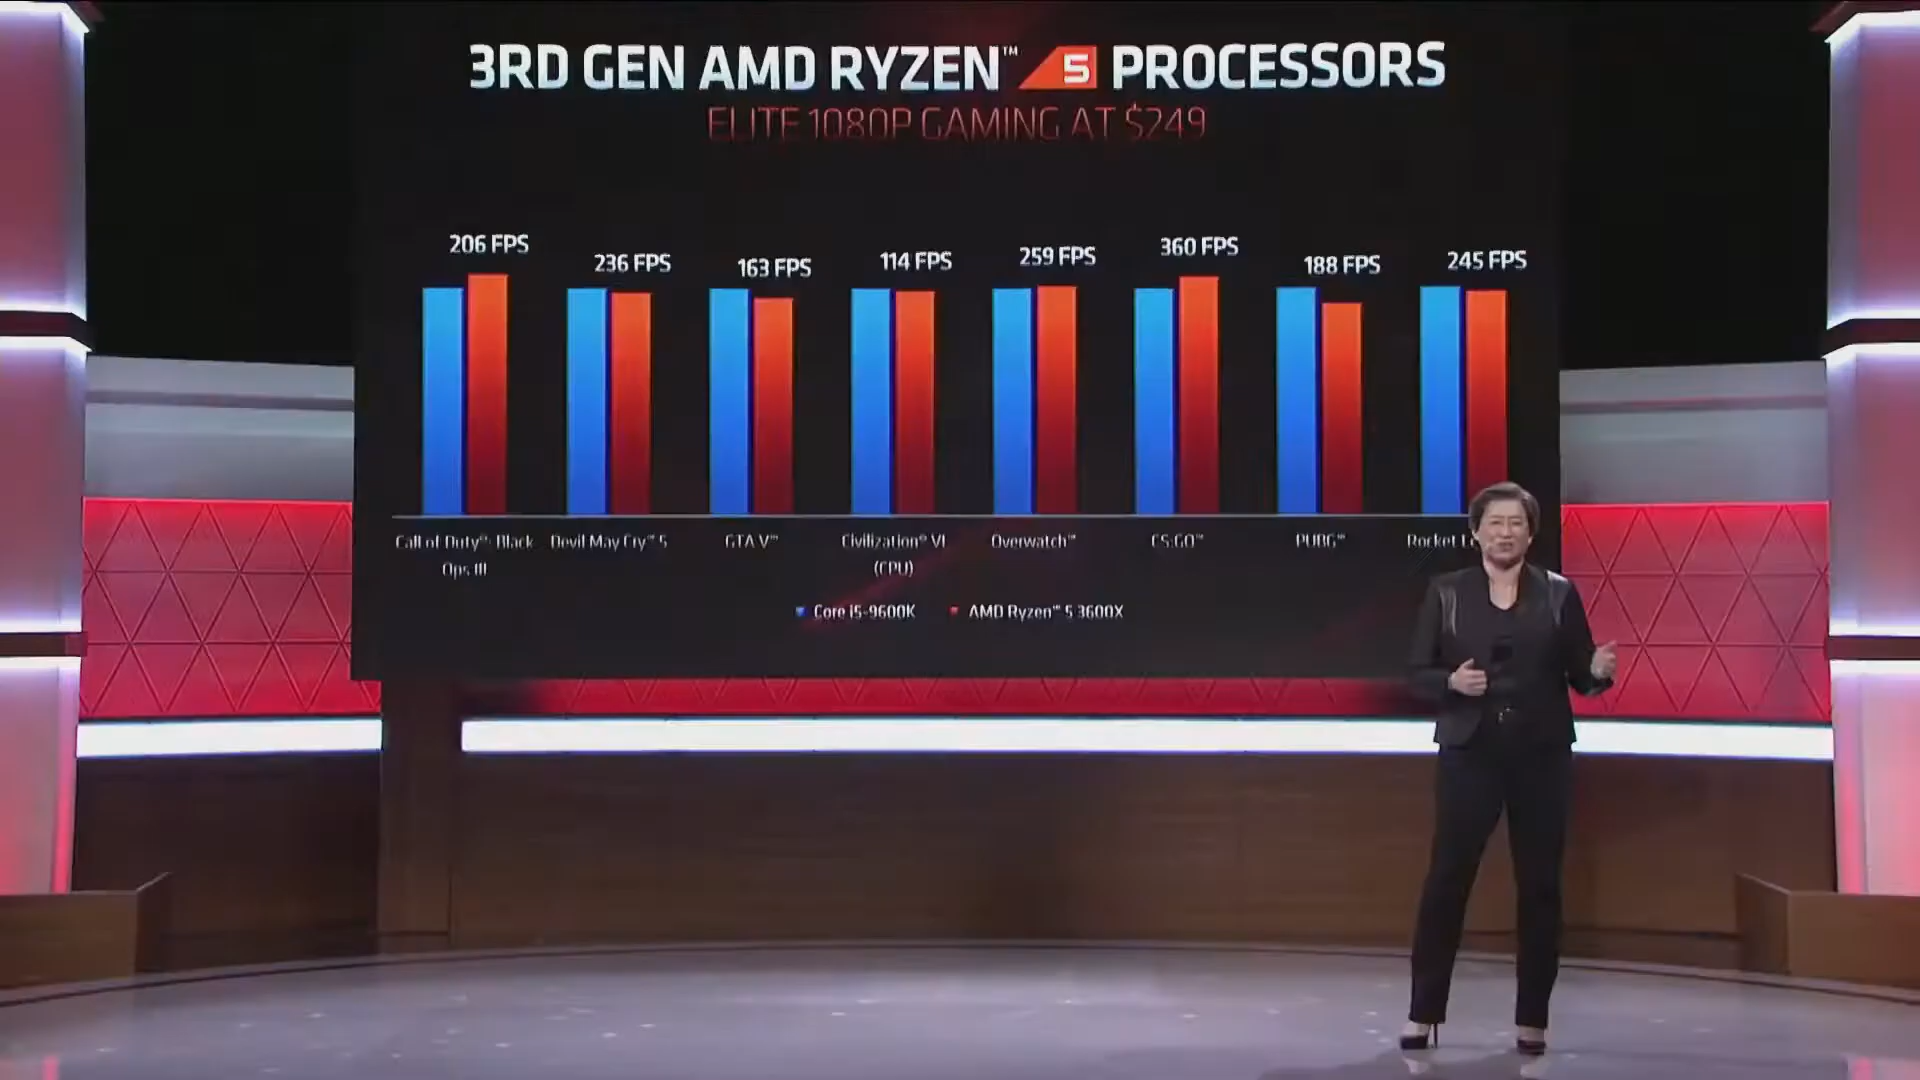 3RD GEN AMD RYZEN™ 5 PROCESSORS
ELITE 1080P GAMING AT $249
206 FPS
236 FPS
163 FPS
114 FPS
259 FPS
360 FPS
188 FPS
245 FPS
Call of Duty®: Black
Ops III
Devil May Cry™ 5
GTA V™
Civilization® VI
(CPU)
Overwatch™
CS:GO™
PUBG™
Rocket
Core i5-9600K
AMD Ryzen™ 5 3600X